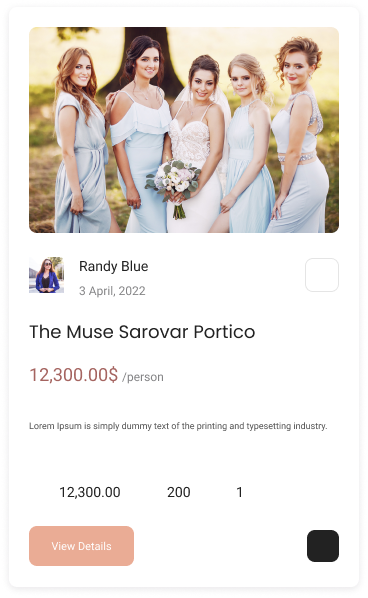 Randy Blue
3 April, 2022
The Muse Sarovar Portico
12,300.00$ /person
Lorem Ipsum is simply dummy text of the printing and typesetting industry.
12,300.00 200 1
View Details